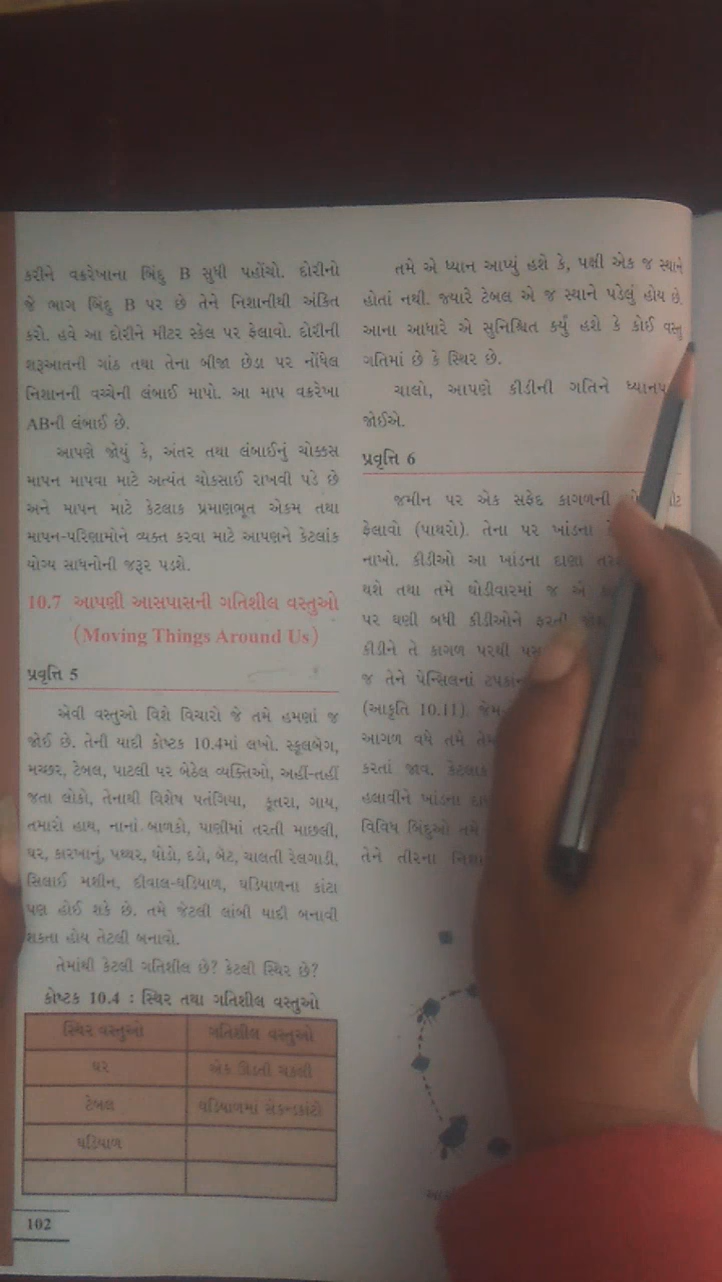 કરીને વક્રરેખાના બિંદુ B સુધી પહોંચો. દોરીનો
જે ભાગ બિંદુ B પર છે તેને નિશાનીથી અંકિત
કરો. હવે આ દોરીને મીટર સ્કેલ પર ફેલાવો. દોરીની
શરૂઆતની ગાંઠ તથા તેના બીજા છેડા પર નોંધેલ
નિશાનની વચ્ચેની લંબાઈ માપો. આ માપ વક્રરેખા
ABની લંબાઈ છે.
આપણે જોયું કે, અંતર તથા લંબાઈનું ચોક્કસ
માપન માપવા માટે અત્યંત ચોકસાઈ રાખવી પડે છે
અને માપન માટે કેટલાક પ્રમાણભૂત એકમ તથા
માપન-પરિણામોને વ્યક્ત કરવા માટે આપણને કેટલાંક
યોગ્ય સાધનોની જરૂર પડશે.
10.7 આપણી આસપાસની ગતિશીલ વસ્તુઓ
(Moving Things Around Us)
પ્રવૃત્તિ 5
એવી વસ્તુઓ વિશે વિચારો જે તમે હમણાં જ
જોઈ છે. તેની યાદી કોષ્ટક 10.4માં લખો. સ્કૂલબેગ,
મચ્છર, ટેબલ, પાટલી પર બેઠેલ વ્યક્તિઓ, અહીં-તહીં
જતા લોકો, તેનાથી વિશેષ પતંગિયા, કૂતરા, ગાય,
તમારો હાથ, નાનાં બાળકો, પાણીમાં તરતી માછલી,
ઘર, કારખાનું, પથ્થર, ઘોડો, દડો, બેટ, ચાલતી રેલગાડી,
સિલાઈ મશીન, દીવાલ-ઘડિયાળ, ઘડિયાળના કાંટા
પણ હોઈ શકે છે. તમે જેટલી લાંબી યાદી બનાવી
શકતા હોય તેટલી બનાવો.
તેમાંથી કેટલી ગતિશીલ છે? કેટલી સ્થિર છે?
કોષ્ટક 10.4 : સ્થિર તથા ગતિશીલ વસ્તુઓ
સ્થિર વસ્તુઓ ગતિશીલ વસ્તુઓ
ઘર એક ઊડતી ચકલી
ટેબલ ઘડિયાળમાં સેકન્ડકાંટો
ઘડિયાળ
102
તમે એ ધ્યાન આપ્યું હશે કે, પક્ષી એક જ સ્થાને
હોતાં નથી. જ્યારે ટેબલ એ જ સ્થાને પડેલું હોય છે.
આના આધારે એ સુનિશ્ચિત કર્યું હશે કે કોઈ વસ્તુ
ગતિમાં છે કે સ્થિર છે.
ચાલો, આપણે કીડીની ગતિને
જોઈએ.
પ્રવૃત્તિ 6
જમીન પર એક સફેદ કાગળની
ફેલાવો (પાથરો). તેના પર ખાંડના
નાખો. કીડીઓ આ ખાંડના દાણા
થશે તથા તમે થોડીવારમાં જ એ
પર ઘણી બધી કીડીઓને ફરતી
કીડીને તે કાગળ પરથી
જ તેને પેન્સિલનાં
(આકૃતિ 10.11)
આગળ વધે તમે
કરતાં જાવ. કેટલાક
હલાવીને ખાંડના
વિવિધ બિંદુઓ તમે
તેને તીરના